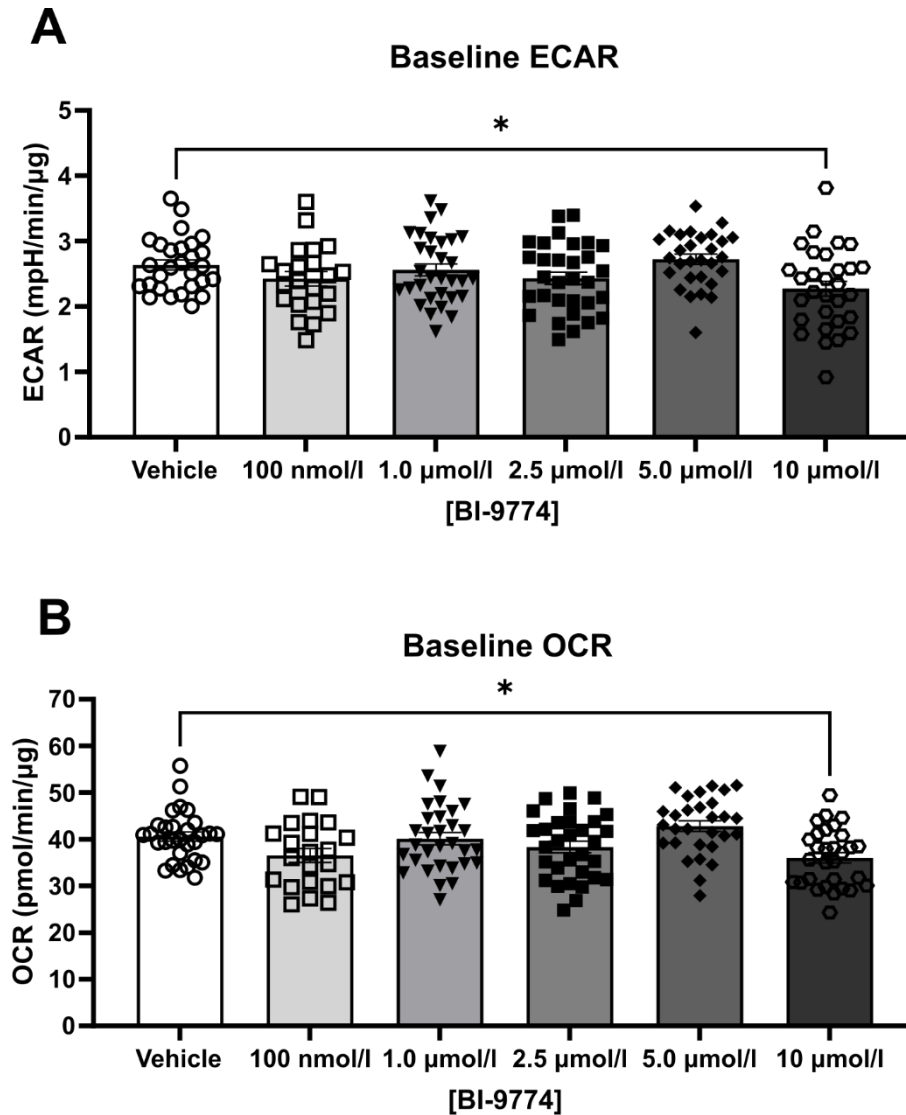 A
Baseline ECAR
*
5
4
3
2
1
0
ECAR (mpH/min/µg)
Vehicle 100 nmol/l 1.0 µmol/l 2.5 µmol/l 5.0 µmol/l 10 µmol/l
[BI-9774]
B
Baseline OCR
*
70
60
50
40
30
20
10
0
OCR (pmol/min/µg)
Vehicle 100 nmol/l 1.0 µmol/l 2.5 µmol/l 5.0 µmol/l 10 µmol/l
[BI-9774]